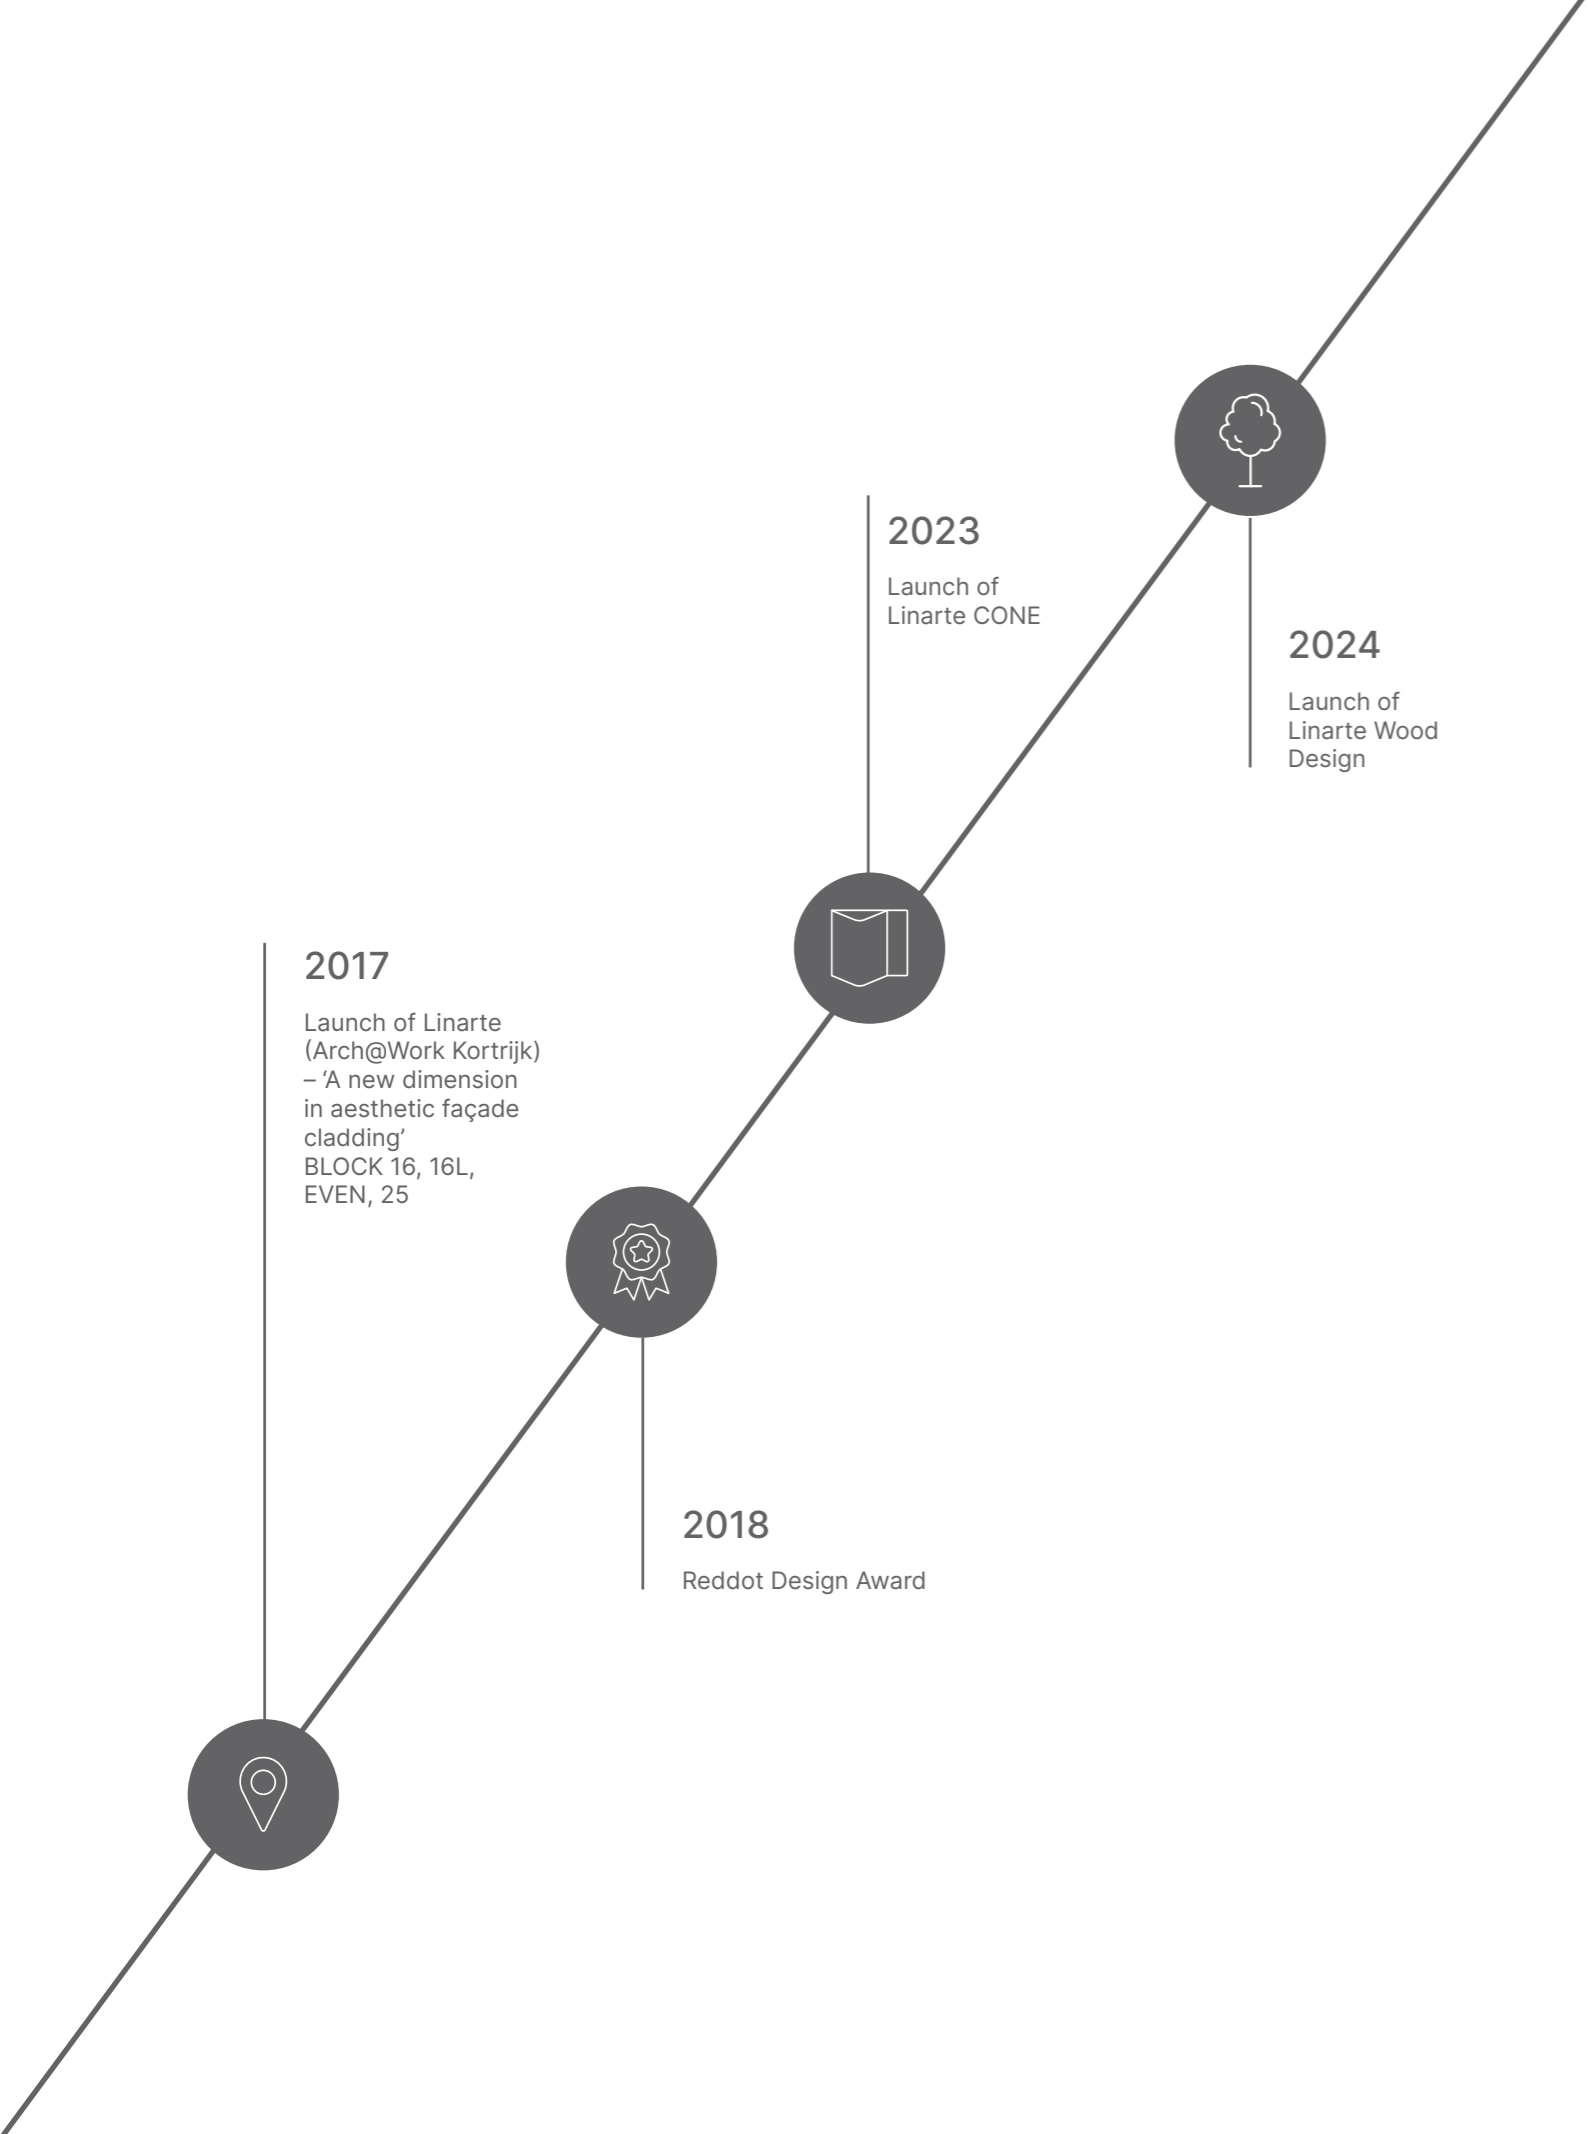 2017
Launch of Linarte
(Arch@Work Kortrijk)
– ‘A new dimension
in aesthetic façade
cladding’
BLOCK 16, 16L,
EVEN, 25
2018
Reddot Design Award
2023
Launch of
Linarte CONE
2024
Launch of
Linarte Wood
Design